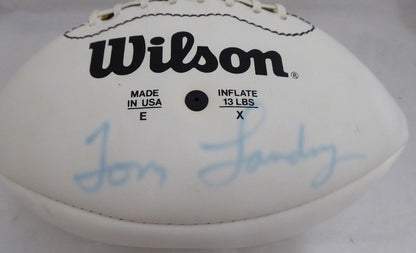 Wilson®
MADE
IN USA
E
INFLATE
13 LBS
X
Tom Landry